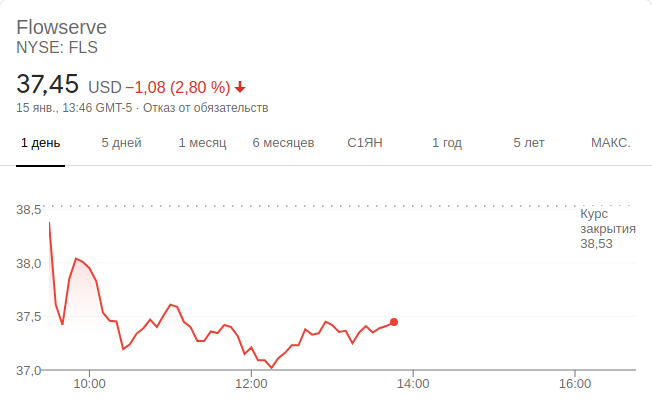 Flowserve
NYSE: FLS
37,45 USD −1,08 (2,80 %)
15 янв., 13:46 GMT-5 · Отказ от обязательств
1 день 5 дней 1 месяц 6 месяцев С1ЯН 1 год 5 лет МАКС.
38,5
Курс
закрытия
38,53
38,0
37,5
37,0
10:00 12:00 14:00 16:00